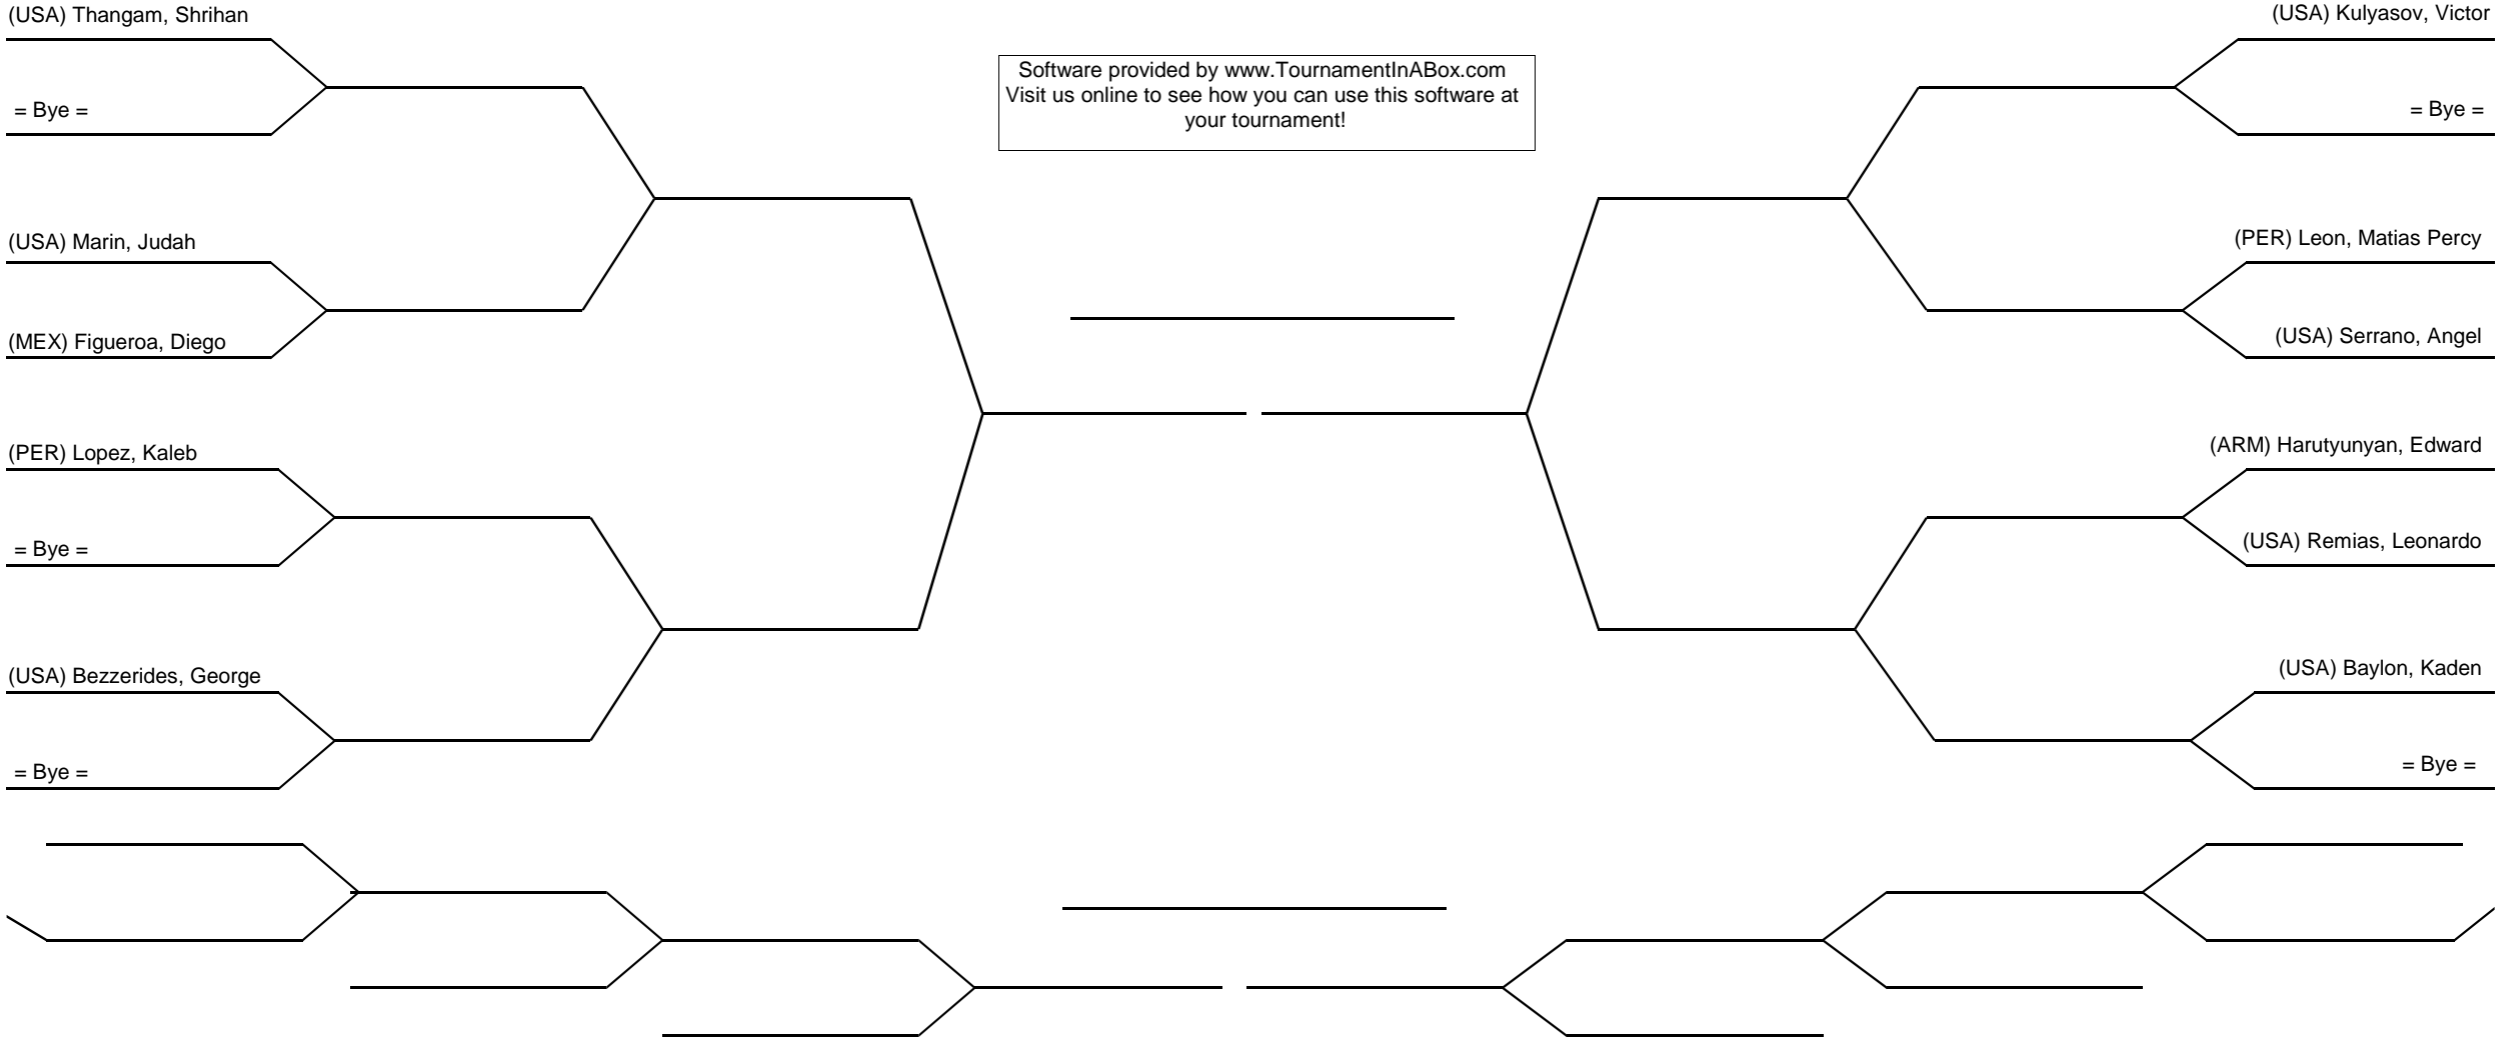 (USA) Thangam, Shrihan
= Bye =
(USA) Marin, Judah
(MEX) Figueroa, Diego
(PER) Lopez, Kaleb
= Bye =
(USA) Bezzerides, George
= Bye =
Software provided by www.TournamentInABox.com
Visit us online to see how you can use this software at
your tournament!
(USA) Kulyasov, Victor
= Bye =
(PER) Leon, Matias Percy
(USA) Serrano, Angel
(ARM) Harutyunyan, Edward
(USA) Remias, Leonardo
(USA) Baylon, Kaden
= Bye =